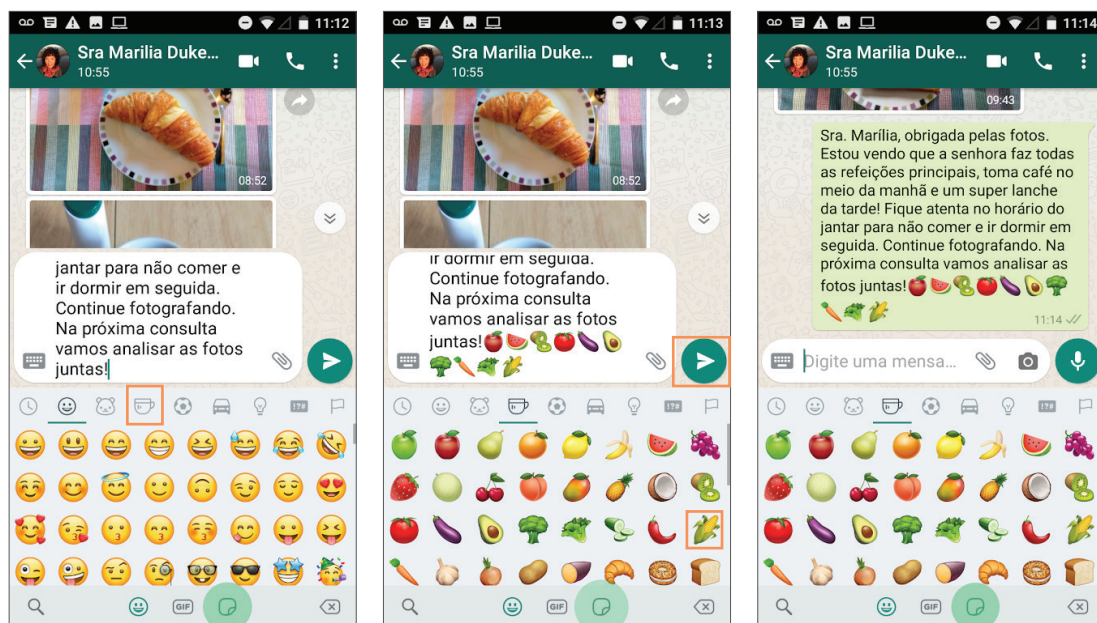 11:12
Sra Marilia Duke...
10:55
08:52
jantar para não comer e
ir dormir em seguida.
Continue fotografando.
Na próxima consulta
vamos analisar as fotos
juntas!
!?#
GIF
11:13
Sra Marilia Duke...
10:55
08:52
ir dormir em seguida.
Continue fotografando.
Na próxima consulta
vamos analisar as fotos
juntas!🍎🍉🥝🍅🍆🥑
🥦🥕🥬🌽
!?#
GIF
11:14
Sra Marilia Duke...
10:55
09:43
Sra. Marília, obrigada pelas fotos.
Estou vendo que a senhora faz todas
as refeições principais, toma café no
meio da manhã e um super lanche
da tarde! Fique atenta no horário do
jantar para não comer e ir dormir em
seguida. Continue fotografando. Na
próxima consulta vamos analisar as
fotos juntas!🍎🍉🥝🍅🍆🥑🥦
🥕🥬🌽
11:14
Digite uma mensa...
!?#
GIF